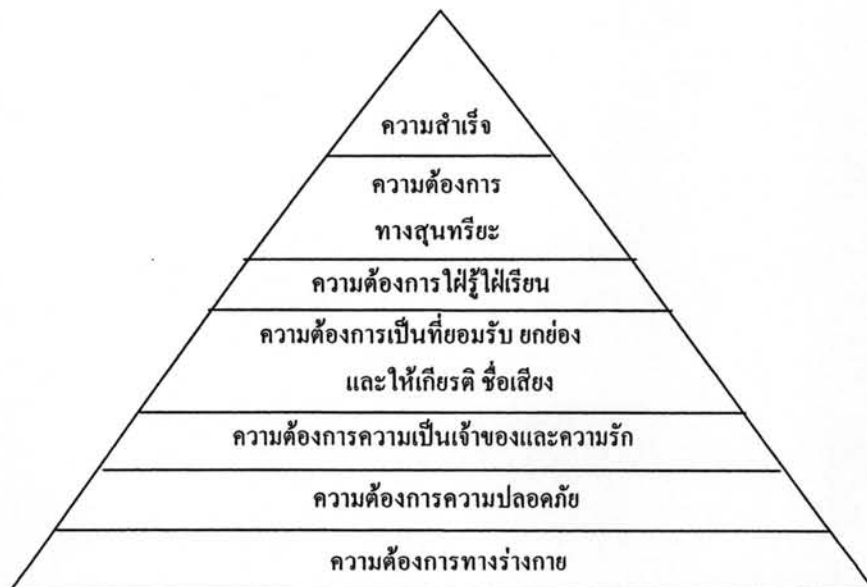 ความสำเร็จ
ความต้องการ
ทางสุนทรียะ
ความต้องการใฝ่รู้ใฝ่เรียน
ความต้องการเป็นที่ยอมรับ ยกย่อง
และให้เกียรติ ชื่อเสียง
ความต้องการความเป็นเจ้าของและความรัก
ความต้องการความปลอดภัย
ความต้องการทางร่างกาย